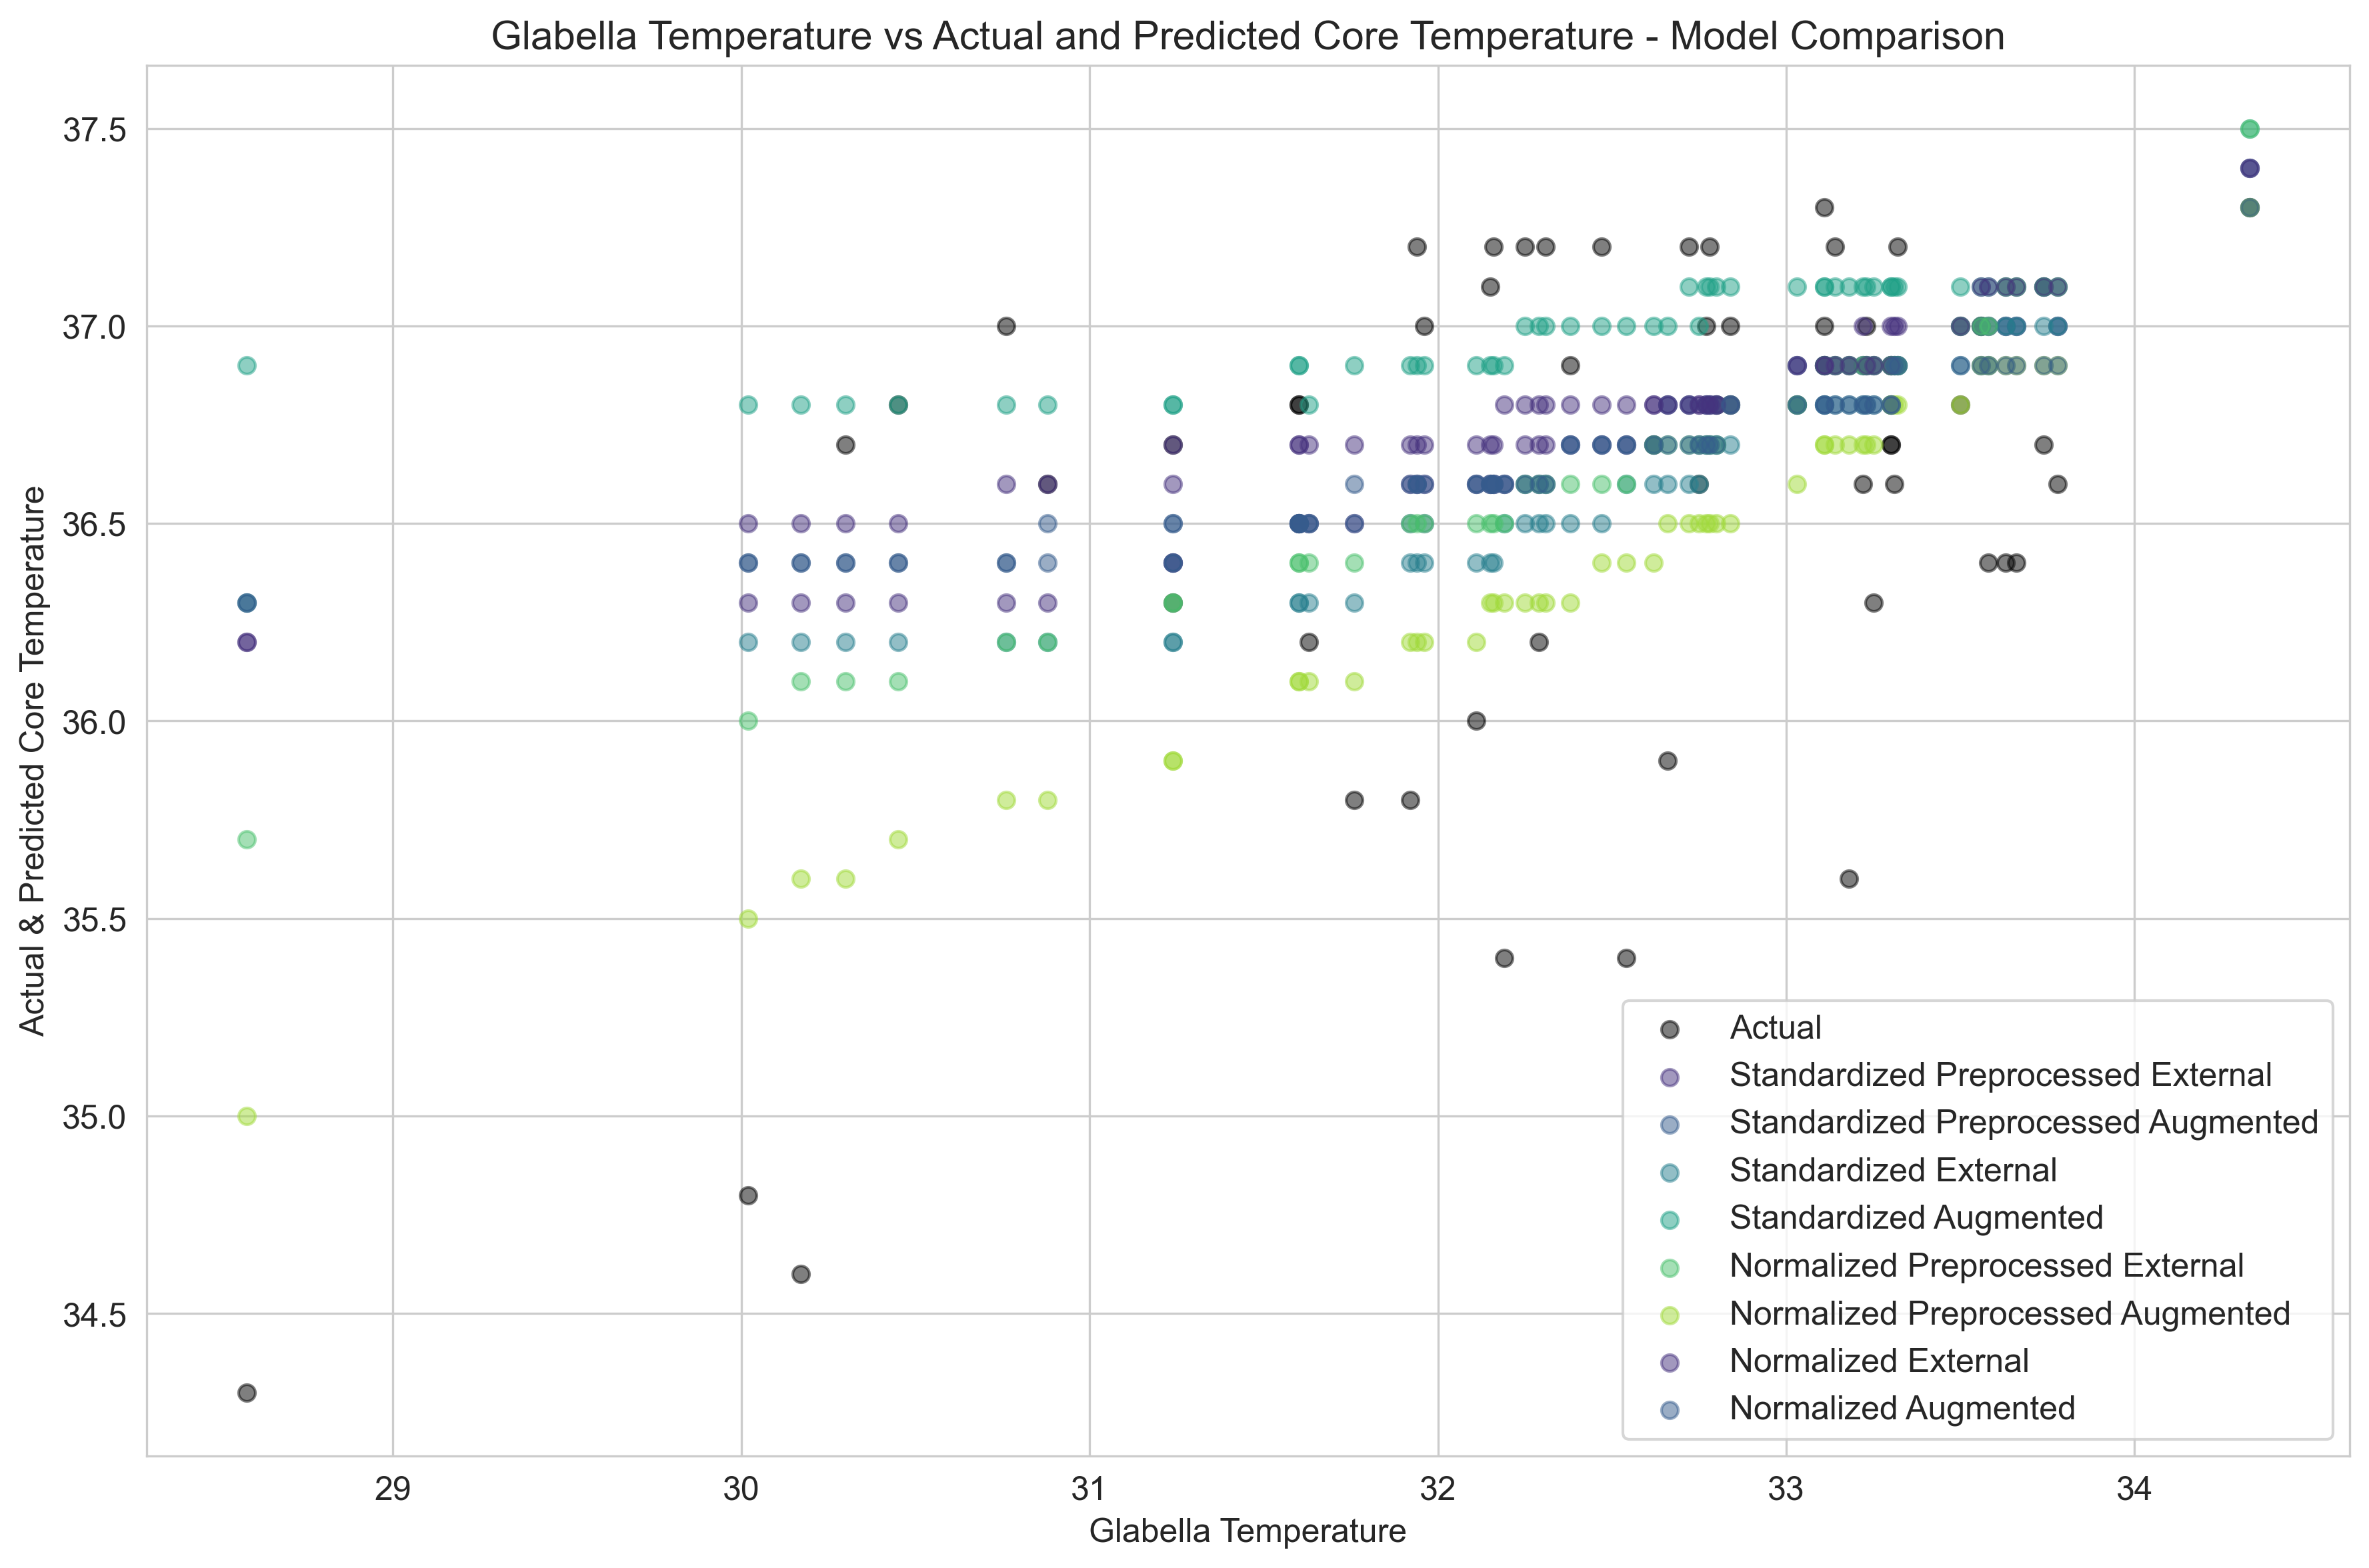 Glabella Temperature vs Actual and Predicted Core Temperature - Model Comparison
Actual & Predicted Core Temperature
37.5
37.0
36.5
36.0
35.5
35.0
34.5
Actual
Standardized Preprocessed External
Standardized Preprocessed Augmented
Standardized External
Standardized Augmented
Normalized Preprocessed External
Normalized Preprocessed Augmented
Normalized External
Normalized Augmented
29 30 31 32 33 34
Glabella Temperature